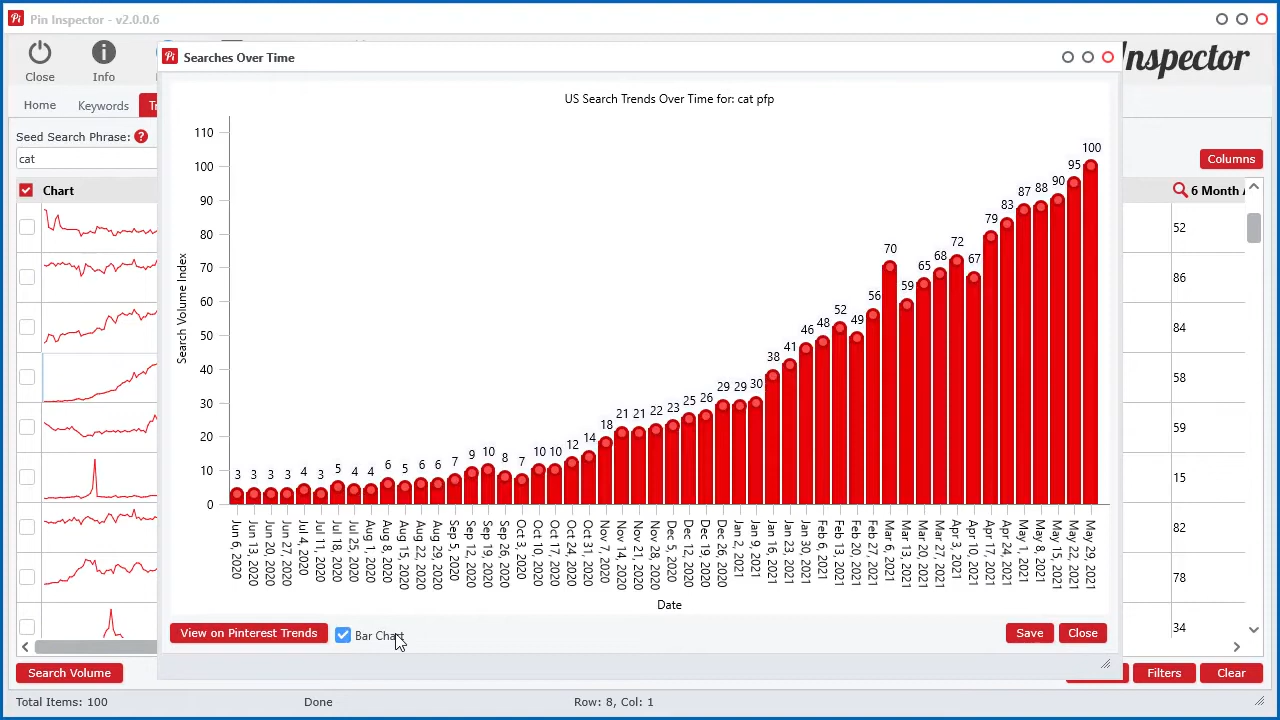 Pin Inspector - v2.0.0.6
Close
Info
Inspector
Searches Over Time
Home
Keywords
Seed Search Phrase:
cat
Columns
Chart
6 Month
52
86
84
58
59
15
82
78
34
US Search Trends Over Time for: cat pfp
Search Volume Index
110
100
90
80
70
60
50
40
30
20
10
0
3 3 3 3 4 3 5 4 4 6 5 6 6 7 9 10 8 7 10 10 12 14 18 21 21 22 23 25 26 29 29 30 38 41 46 48 52 49 56 70 59 65 68 72 67 79 83 87 88 90 95 100
Jun 6, 2020
Jun 13, 2020
Jun 20, 2020
Jun 27, 2020
Jul 4, 2020
Jul 11, 2020
Jul 18, 2020
Jul 25, 2020
Aug 1, 2020
Aug 8, 2020
Aug 15, 2020
Aug 22, 2020
Aug 29, 2020
Sep 5, 2020
Sep 12, 2020
Sep 19, 2020
Sep 26, 2020
Oct 3, 2020
Oct 10, 2020
Oct 17, 2020
Oct 24, 2020
Oct 31, 2020
Nov 7, 2020
Nov 14, 2020
Nov 21, 2020
Nov 28, 2020
Dec 5, 2020
Dec 12, 2020
Dec 19, 2020
Dec 26, 2020
Jan 2, 2021
Jan 9, 2021
Jan 16, 2021
Jan 23, 2021
Jan 30, 2021
Feb 6, 2021
Feb 13, 2021
Feb 20, 2021
Feb 27, 2021
Mar 6, 2021
Mar 13, 2021
Mar 20, 2021
Mar 27, 2021
Apr 3, 2021
Apr 10, 2021
Apr 17, 2021
Apr 24, 2021
May 1, 2021
May 8, 2021
May 15, 2021
May 22, 2021
May 29, 2021
Date
View on Pinterest Trends
Bar Chart
Save
Close
Search Volume
Filters
Clear
Total Items: 100
Done
Row: 8, Col: 1